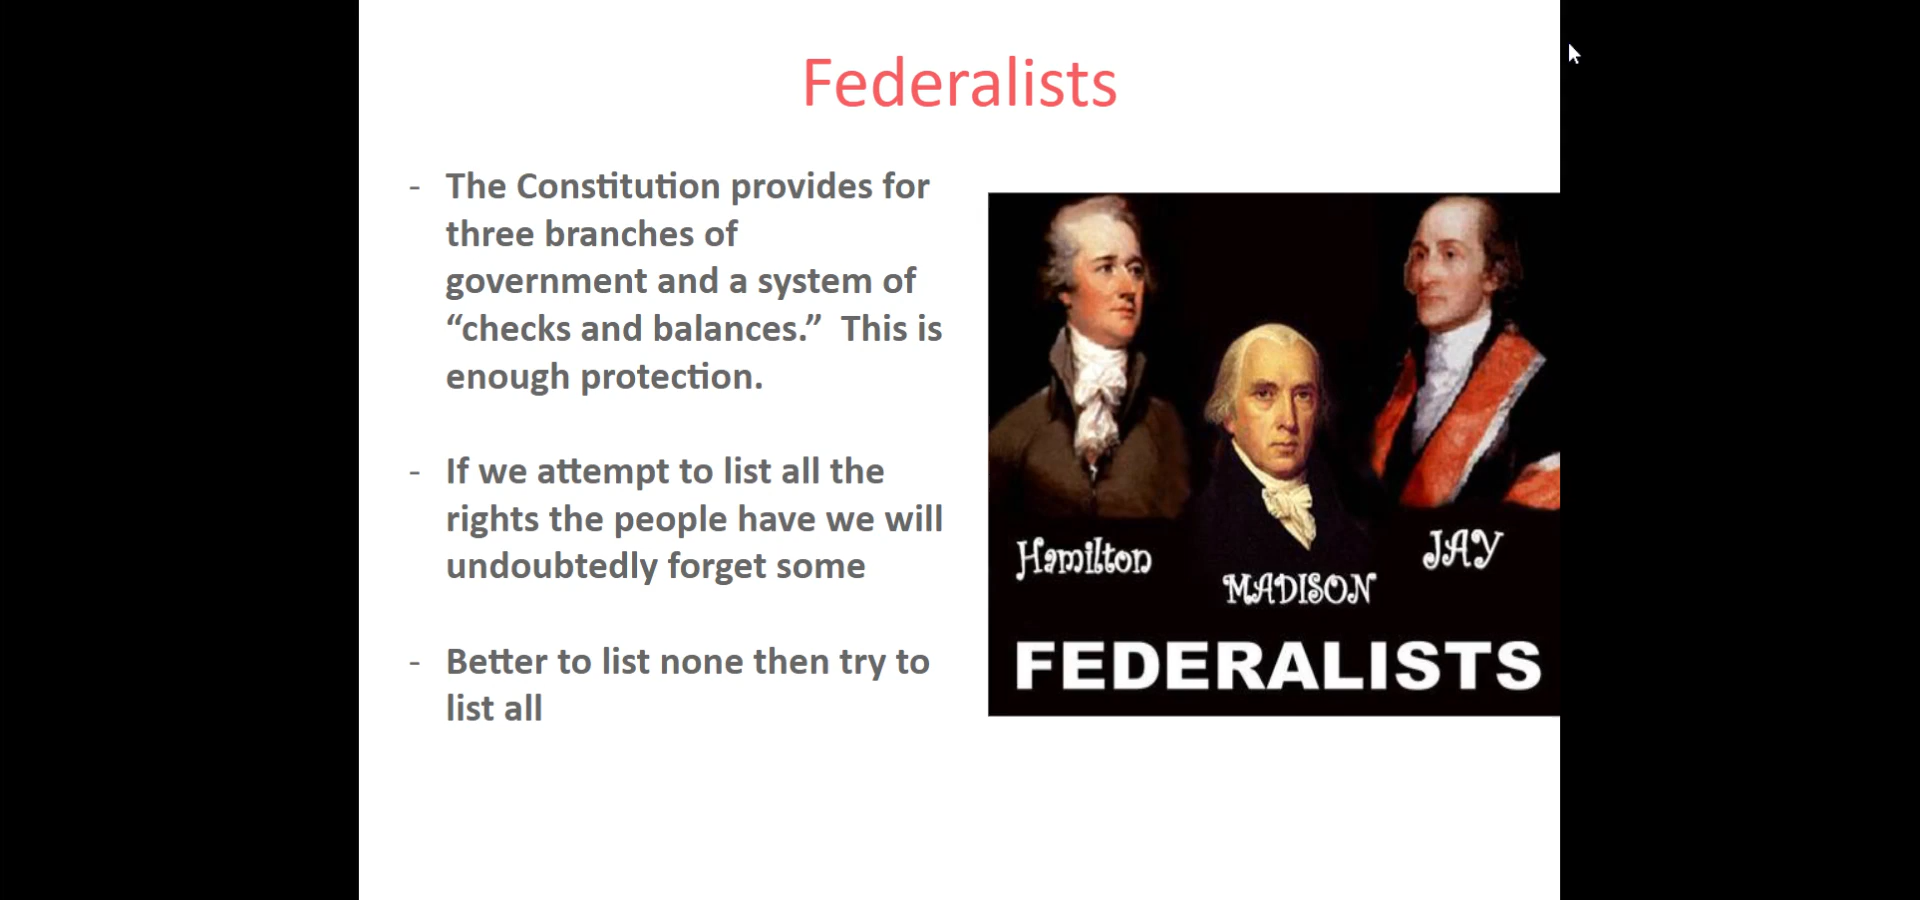 Federalists
- The Constitution provides for
three branches of
government and a system of
“checks and balances.”  This is
enough protection.
- If we attempt to list all the
rights the people have we will
undoubtedly forget some
- Better to list none then try to
list all
Hamilton
MADISON
JAY
FEDERALISTS